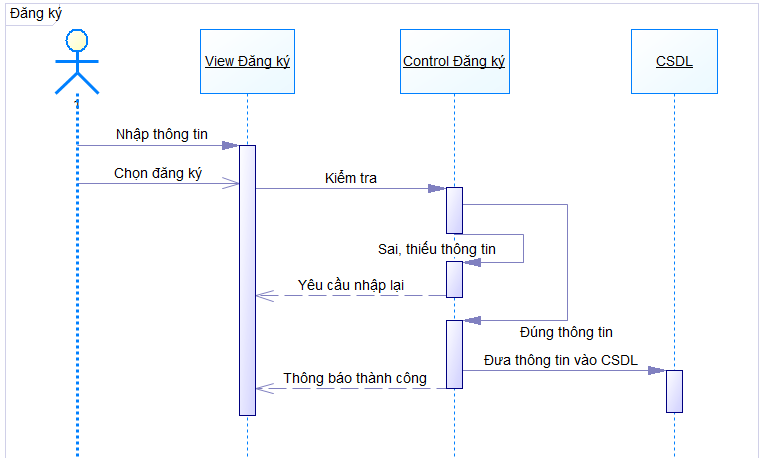 Đăng ký
View Đăng ký
Control Đăng ký
CSDL
1
Nhập thông tin
Chọn đăng ký
Kiểm tra
Sai, thiếu thông tin
Yêu cầu nhập lại
Đúng thông tin
Đưa thông tin vào CSDL
Thông báo thành công